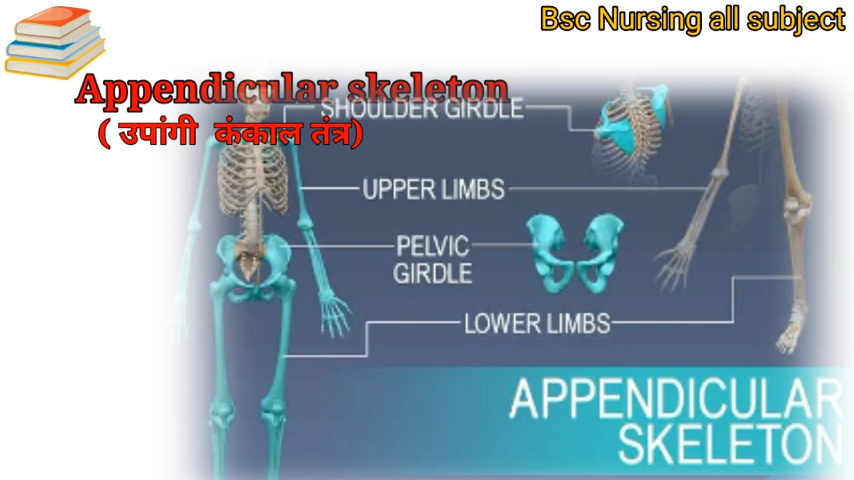 Bsc Nursing all subject
Appendicular skeleton
( उपांगी कंकाल तंत्र)
SHOULDER GIRDLE
UPPER LIMBS
PELVIC
GIRDLE
LOWER LIMBS
APPENDICULAR
SKELETON